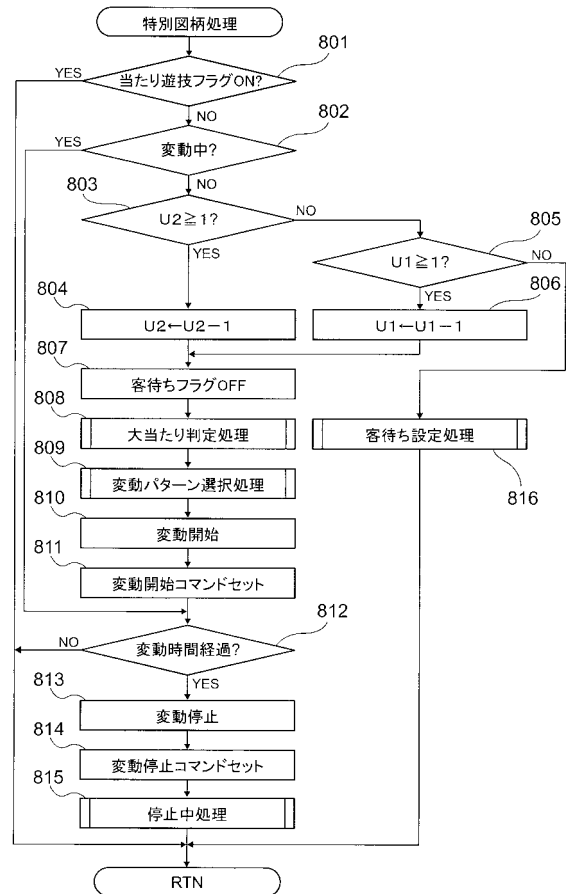 特別図柄処理
801
当たり遊技フラグON?
YES
NO
802
変動中?
YES
NO
803
U2≧1?
NO
YES
805
U1≧1?
NO
YES
804
U2←U2-1
806
U1←U1-1
807
客待ちフラグOFF
808
大当たり判定処理
客待ち設定処理
816
809
変動パターン選択処理
810
変動開始
811
変動開始コマンドセット
812
変動時間経過?
NO
YES
813
変動停止
814
変動停止コマンドセット
815
停止中処理
RTN